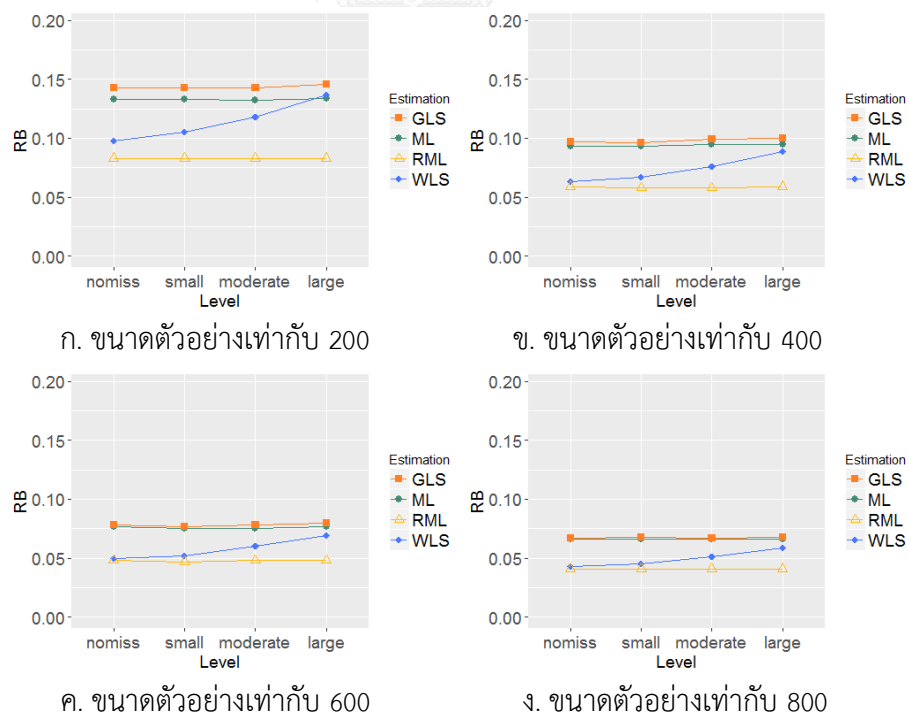 0.20
0.15
0.10
0.05
0.00
RB
nomiss small moderate large
Level
Estimation
GLS
ML
RML
WLS
ก. ขนาดตัวอย่างเท่ากับ 200
0.20
0.15
0.10
0.05
0.00
RB
nomiss small moderate large
Level
Estimation
GLS
ML
RML
WLS
ข. ขนาดตัวอย่างเท่ากับ 400
0.20
0.15
0.10
0.05
0.00
RB
nomiss small moderate large
Level
Estimation
GLS
ML
RML
WLS
ค. ขนาดตัวอย่างเท่ากับ 600
0.20
0.15
0.10
0.05
0.00
RB
nomiss small moderate large
Level
Estimation
GLS
ML
RML
WLS
ง. ขนาดตัวอย่างเท่ากับ 800